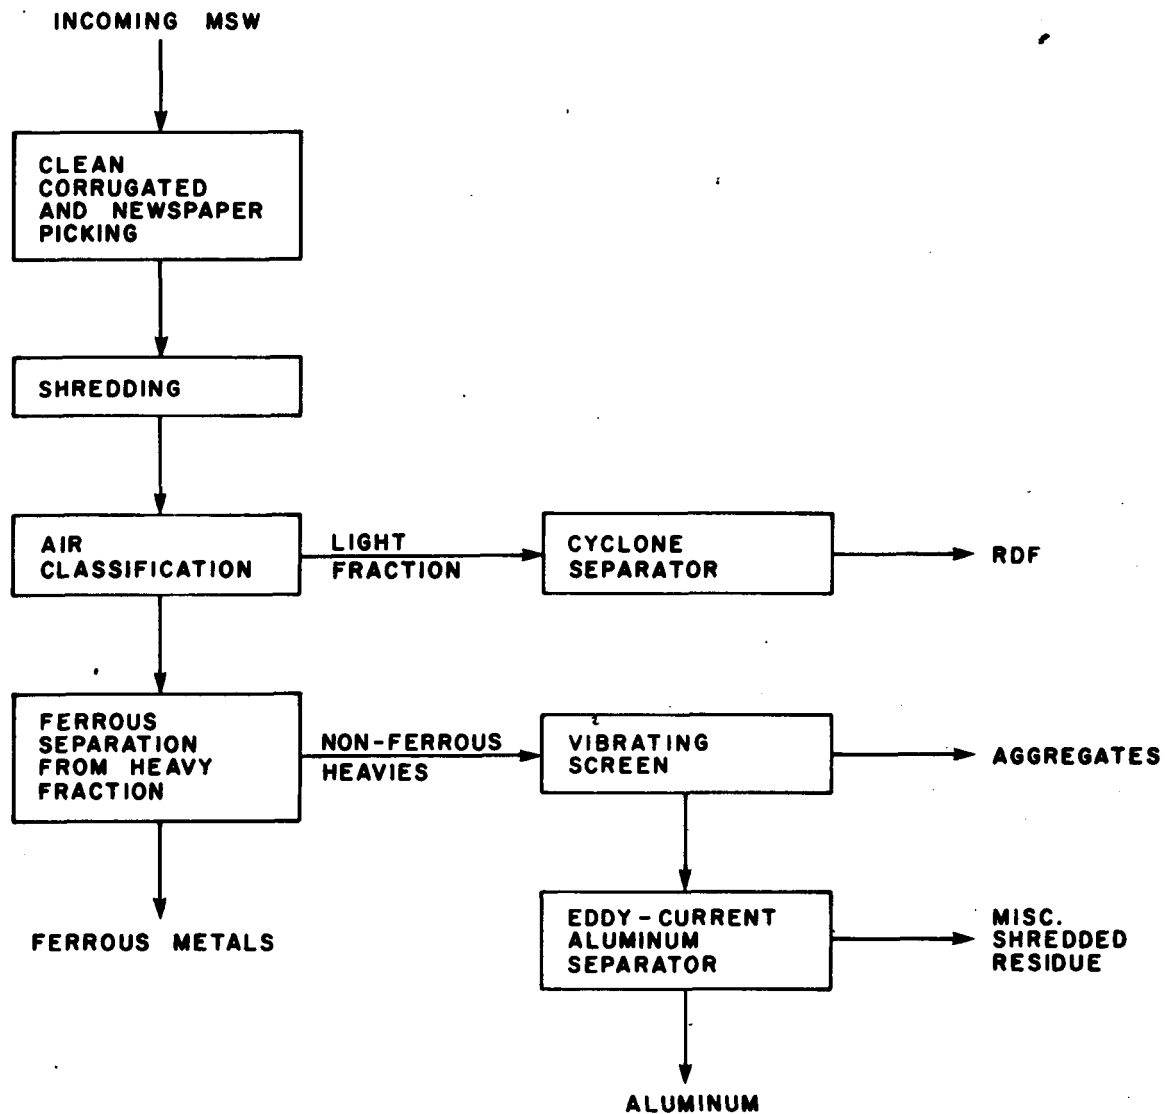 INCOMING MSW
CLEAN
CORRUGATED
AND NEWSPAPER
PICKING
SHREDDING
AIR
CLASSIFICATION
LIGHT
FRACTION
CYCLONE
SEPARATOR
RDF
FERROUS
SEPARATION
FROM HEAVY
FRACTION
NON-FERROUS
HEAVIES
VIBRATING
SCREEN
AGGREGATES
FERROUS METALS
EDDY-CURRENT
ALUMINUM
SEPARATOR
MISC.
SHREDDED
RESIDUE
ALUMINUM